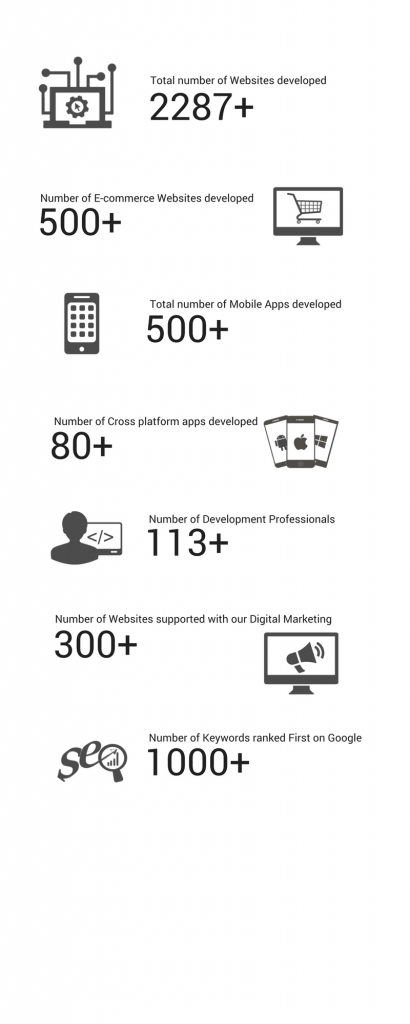 Total number of Websites developed
2287+
Number of E-commerce Websites developed
500+
Total number of Mobile Apps developed
500+
Number of Cross platform apps developed
80+
</>
Number of Development Professionals
113+
Number of Websites supported with our Digital Marketing
300+
seo
Number of Keywords ranked First on Google
1000+